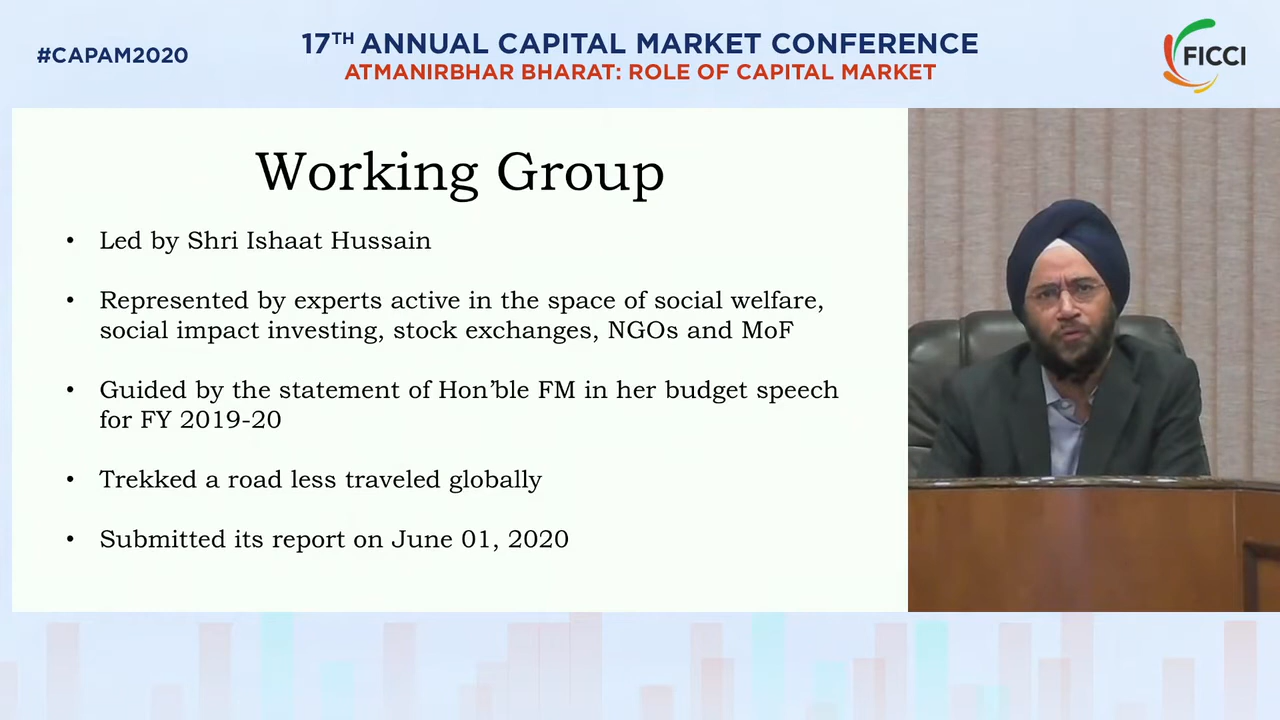 #CAPAM2020
17TH ANNUAL CAPITAL MARKET CONFERENCE
ATMANIRBHAR BHARAT: ROLE OF CAPITAL MARKET
FICCI
Working Group
• Led by Shri Ishaat Hussain
• Represented by experts active in the space of social welfare,
social impact investing, stock exchanges, NGOs and MoF
• Guided by the statement of Hon’ble FM in her budget speech
for FY 2019-20
• Trekked a road less traveled globally
• Submitted its report on June 01, 2020